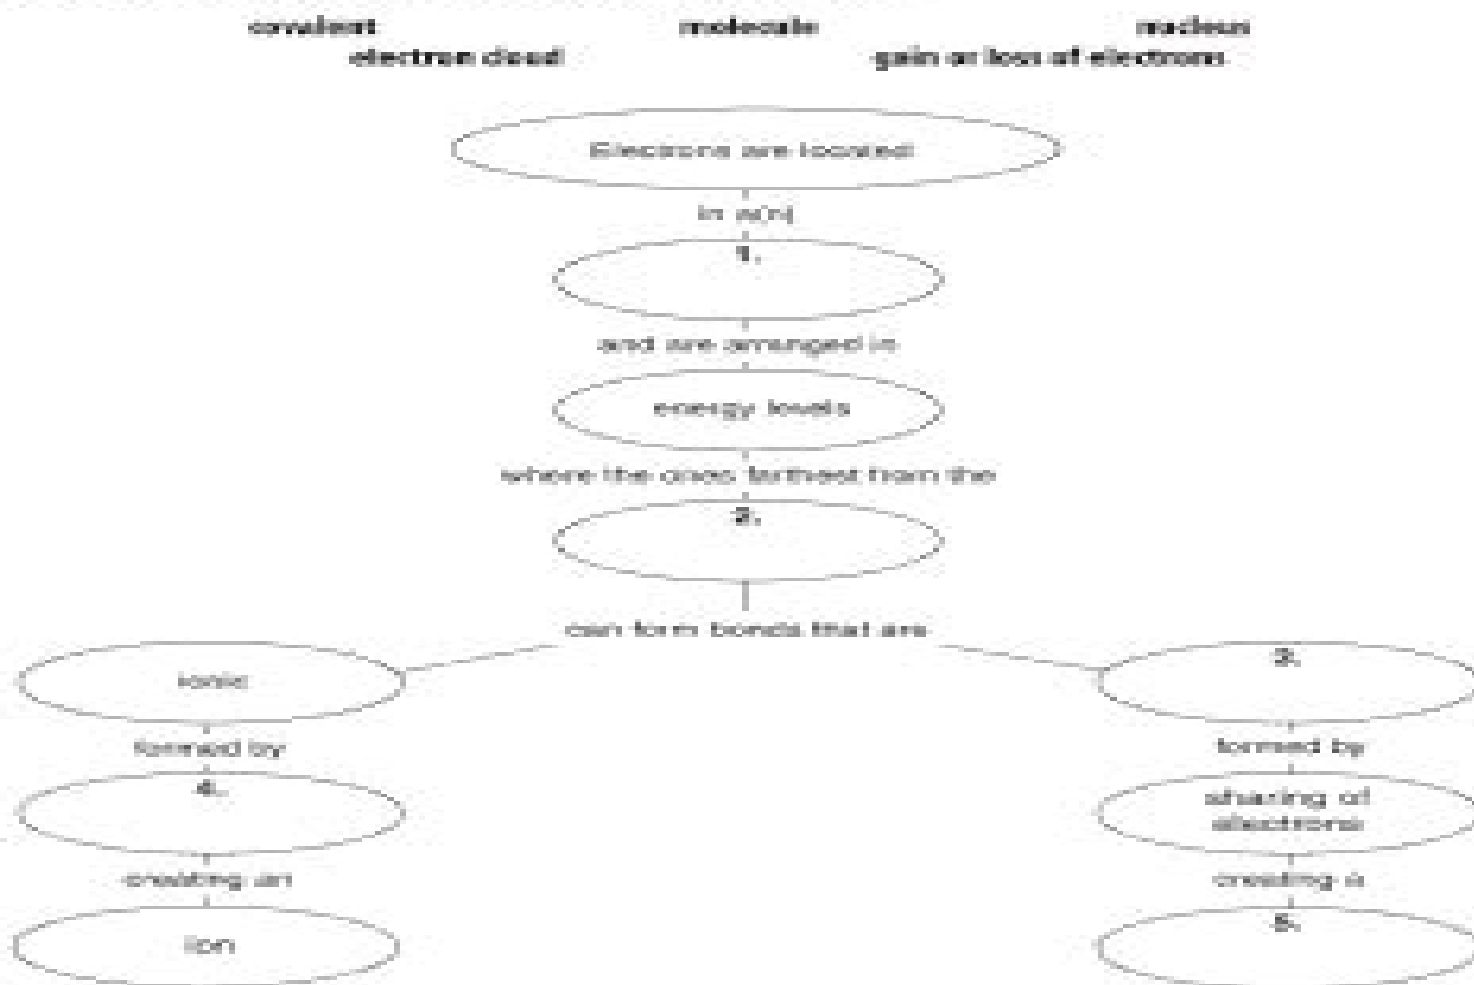 covalent molecule nucleus
electron cloud gain or loss of electrons
Electrons are located
in a(n)
1.
and are arranged in
energy levels
where the ones farthest from the
2.
can form bonds that are
ionic
3.
formed by
formed by
4.
sharing of
electrons
creating an
creating a
ion
5.